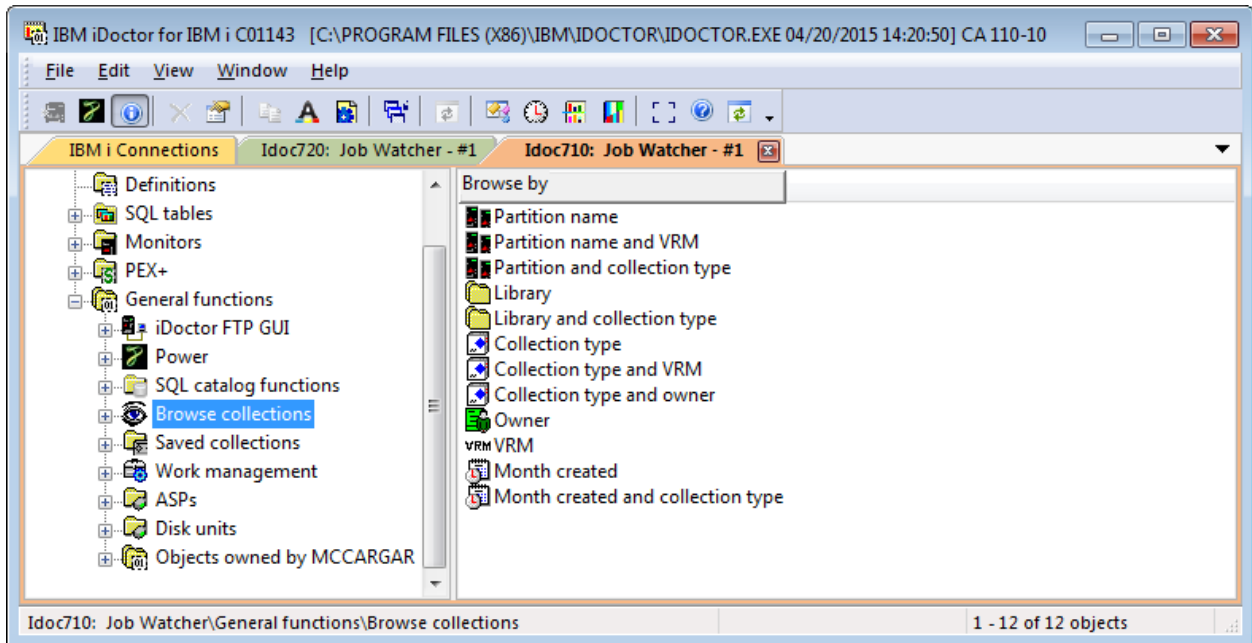 IBM iDoctor for IBM i C01143 [C:\PROGRAM FILES (X86)\IBM\IDOCTOR\IDOCTOR.EXE 04/20/2015 14:20:50] CA 110-10
File Edit View Window Help
IBM i Connections Idoc720: Job Watcher - #1 Idoc710: Job Watcher - #1
Definitions
SQL tables
Monitors
PEX+
General functions
iDoctor FTP GUI
Power
SQL catalog functions
Browse collections
Saved collections
Work management
ASPs
Disk units
Objects owned by MCCARGAR
Browse by
Partition name
Partition name and VRM
Partition and collection type
Library
Library and collection type
Collection type
Collection type and VRM
Collection type and owner
Owner
VRM VRM
Month created
Month created and collection type
Idoc710: Job Watcher\General functions\Browse collections 1 - 12 of 12 objects